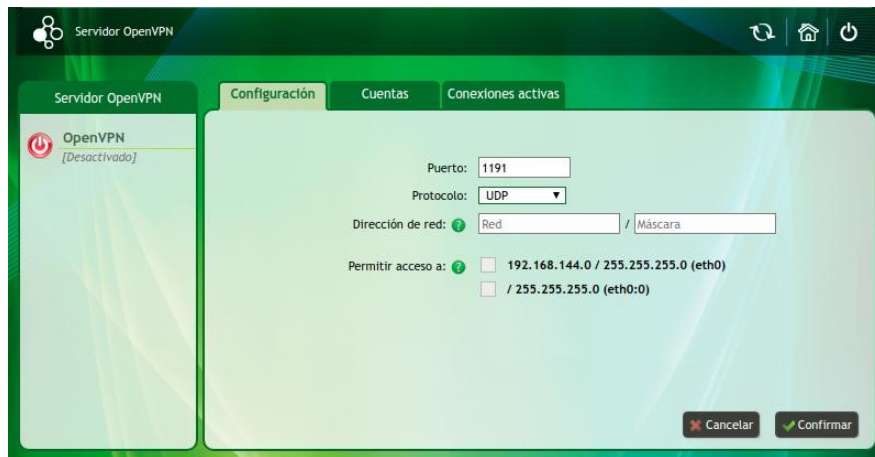 Servidor OpenVPN
Servidor OpenVPN
OpenVPN
[Desactivado]
Configuración Cuentas Conexiones activas
Puerto: 1191
Protocolo: UDP
Dirección de red: ? Red / Máscara
Permitir acceso a: ? 192.168.144.0 / 255.255.255.0 (eth0)
/ 255.255.255.0 (eth0:0)
Cancelar Confirmar